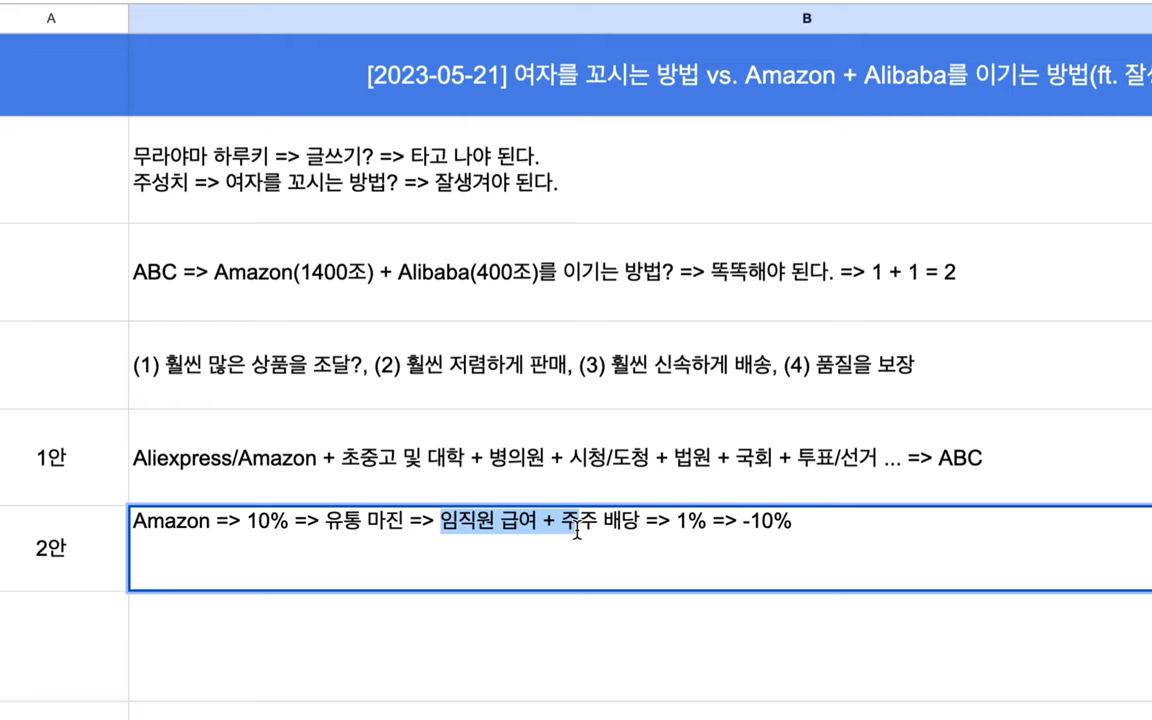 A
B
[2023-05-21] 여자를 꼬시는 방법 vs. Amazon + Alibaba를 이기는 방법(ft. 잘
무라야마 하루키 => 글쓰기? => 타고 나야 된다.
주성치 => 여자를 꼬시는 방법? => 잘생겨야 된다.
ABC => Amazon(1400조) + Alibaba(400조)를 이기는 방법? => 똑똑해야 된다. => 1 + 1 = 2
(1) 훨씬 많은 상품을 조달?, (2) 훨씬 저렴하게 판매, (3) 훨씬 신속하게 배송, (4) 품질을 보장
1안
Aliexpress/Amazon + 초중고 및 대학 + 병의원 + 시청/도청 + 법원 + 국회 + 투표/선거 ... => ABC
2안
Amazon => 10% => 유통 마진 => 임직원 급여 + 주주 배당 => 1% => -10%